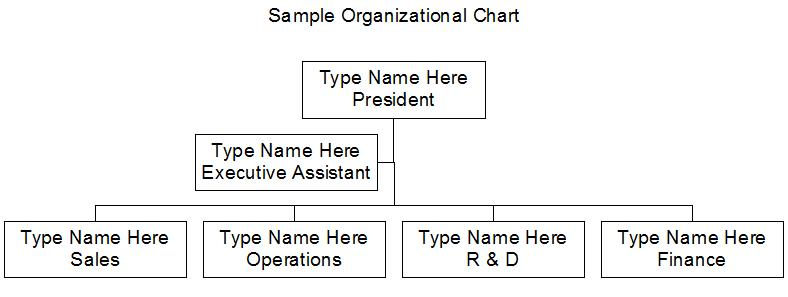 Sample Organizational Chart
Type Name Here
President
Type Name Here
Executive Assistant
Type Name Here
Sales
Type Name Here
Operations
Type Name Here
R & D
Type Name Here
Finance